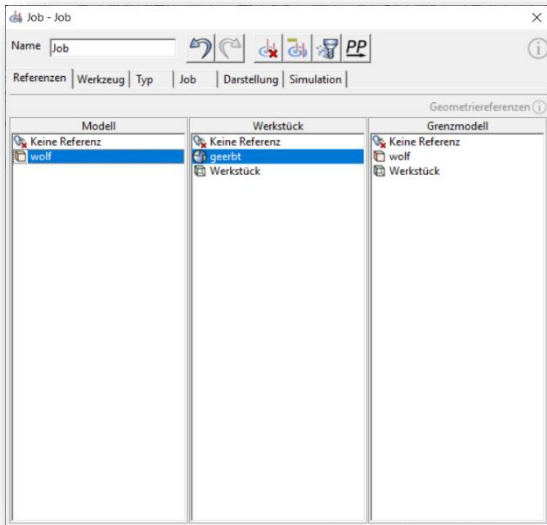 Job - Job
Name Job PP
Referenzen Werkzeug Typ Job Darstellung Simulation
Geometriereferenzen
Modell Werkstück Grenzmodell
Keine Referenz Keine Referenz Keine Referenz
wolf geerbt wolf
Werkstück Werkstück